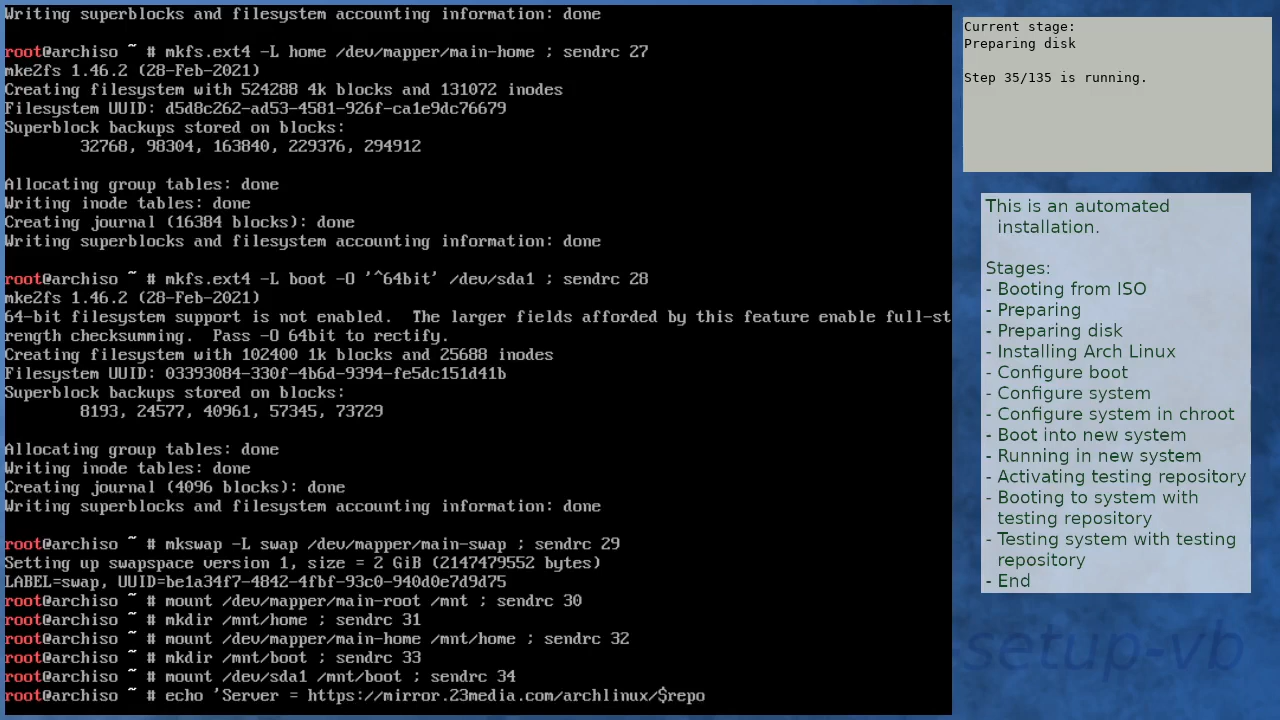 Writing superblocks and filesystem accounting information: done
root@archiso ~ # mkfs.ext4 -L home /dev/mapper/main-home ; sendrc 27
mke2fs 1.46.2 (28-Feb-2021)
Creating filesystem with 524288 4k blocks and 131072 inodes
Filesystem UUID: d5d8c262-ad53-4581-926f-ca1e9dc76679
Superblock backups stored on blocks:
32768, 98304, 163840, 229376, 294912
Allocating group tables: done
Writing inode tables: done
Creating journal (16384 blocks): done
Writing superblocks and filesystem accounting information: done
root@archiso ~ # mkfs.ext4 -L boot -O '^64bit' /dev/sda1 ; sendrc 28
mke2fs 1.46.2 (28-Feb-2021)
64-bit filesystem support is not enabled.  The larger fields afforded by this feature enable full-st
rength checksumming.  Pass -O 64bit to rectify.
Creating filesystem with 102400 1k blocks and 25688 inodes
Filesystem UUID: 03393084-330f-4b6d-9394-fe5dc151d41b
Superblock backups stored on blocks:
8193, 24577, 40961, 57345, 73729
Allocating group tables: done
Writing inode tables: done
Creating journal (4096 blocks): done
Writing superblocks and filesystem accounting information: done
root@archiso ~ # mkswap -L swap /dev/mapper/main-swap ; sendrc 29
Setting up swapspace version 1, size = 2 GiB (2147479552 bytes)
LABEL=swap, UUID=be1a34f7-4842-4fbf-93c0-940d0e7d9d75
root@archiso ~ # mount /dev/mapper/main-root /mnt ; sendrc 30
root@archiso ~ # mkdir /mnt/home ; sendrc 31
root@archiso ~ # mount /dev/mapper/main-home /mnt/home ; sendrc 32
root@archiso ~ # mkdir /mnt/boot ; sendrc 33
root@archiso ~ # mount /dev/sda1 /mnt/boot ; sendrc 34
root@archiso ~ # echo 'Server = https://mirror.23media.com/archlinux/$repo
Current stage:
Preparing disk
Step 35/135 is running.
This is an automated
installation.
Stages:
- Booting from ISO
- Preparing
- Preparing disk
- Installing Arch Linux
- Configure boot
- Configure system
- Configure system in chroot
- Boot into new system
- Running in new system
- Activating testing repository
- Booting to system with
testing repository
- Testing system with testing
repository
- End
-setup-vb